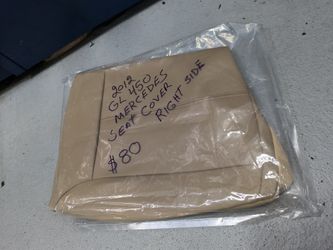 2012
GL 450
MERCEDES
SEAT COVER
RIGHT SIDE
$80